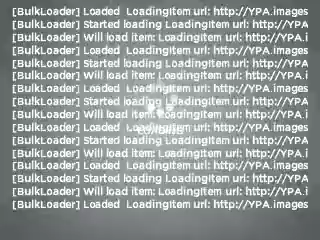 [BulkLoader] Loaded LoadingItem url: http://YPA.images
[BulkLoader] Started loading LoadingItem url: http://YPA
[BulkLoader] Will load item: LoadingItem url: http://YPA.i
[BulkLoader] Loaded LoadingItem url: http://YPA.images
[BulkLoader] Started loading LoadingItem url: http://YPA
[BulkLoader] Will load item: LoadingItem url: http://YPA.i
[BulkLoader] Loaded LoadingItem url: http://YPA.images
[BulkLoader] Started loading LoadingItem url: http://YPA
[BulkLoader] Will load item: LoadingItem url: http://YPA.i
[BulkLoader] Loaded LoadingItem url: http://YPA.images
LOADING
[BulkLoader] Started loading LoadingItem url: http://YPA
[BulkLoader] Will load item: LoadingItem url: http://YPA.i
[BulkLoader] Loaded LoadingItem url: http://YPA.images
[BulkLoader] Started loading LoadingItem url: http://YPA
[BulkLoader] Will load item: LoadingItem url: http://YPA.i
[BulkLoader] Loaded LoadingItem url: http://YPA.images